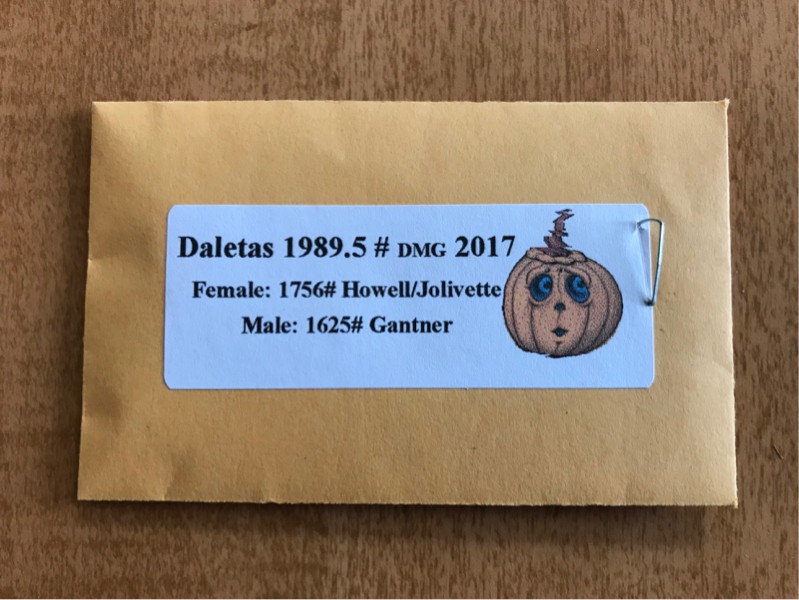 Daletas 1989.5 # DMG 2017
Female: 1756# Howell/Jolivette
Male: 1625# Gantner